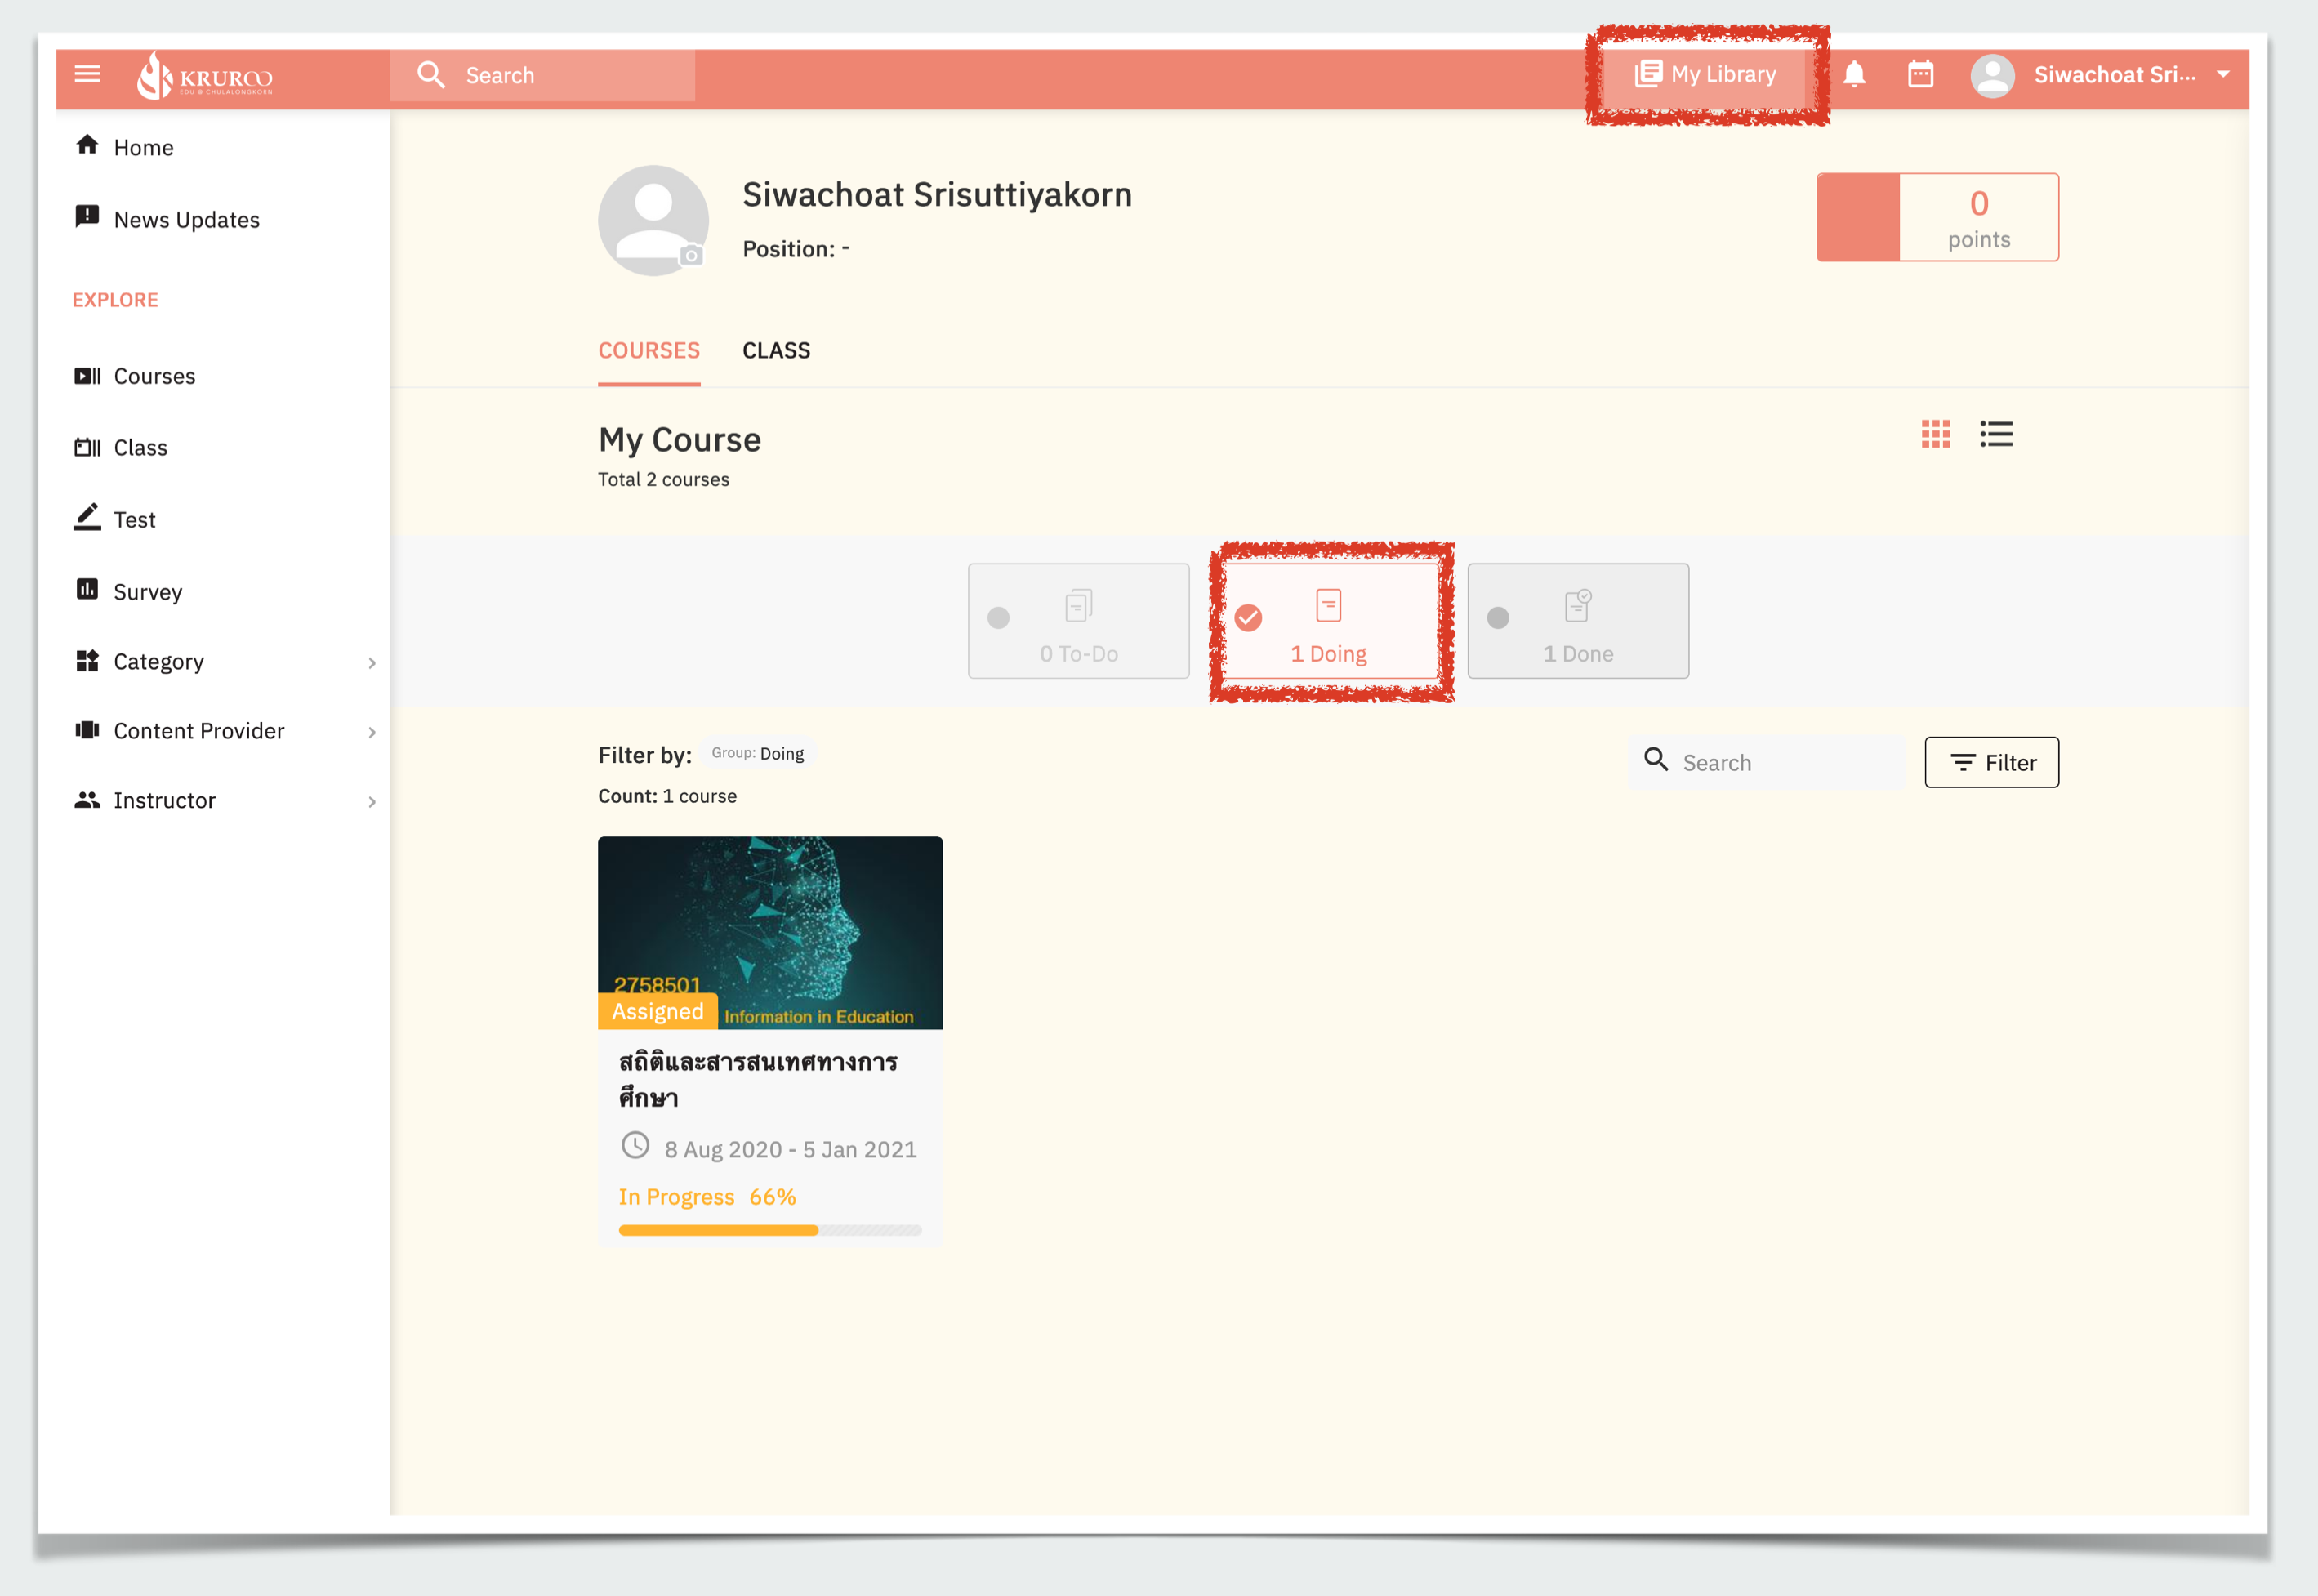 KRUROO
EDU @ CHULALONGKORN
Search
My Library
Siwachoat Sri...
Home
News Updates
EXPLORE
Courses
Class
Test
Survey
Category
Content Provider
Instructor
Siwachoat Srisuttiyakorn
Position: -
0
points
COURSES
CLASS
My Course
Total 2 courses
0 To-Do
1 Doing
1 Done
Filter by: Group: Doing
Count: 1 course
Search
Filter
2758501
Assigned
Information in Education
สถิติและสารสนเทศทางการ
ศึกษา
8 Aug 2020 - 5 Jan 2021
In Progress 66%